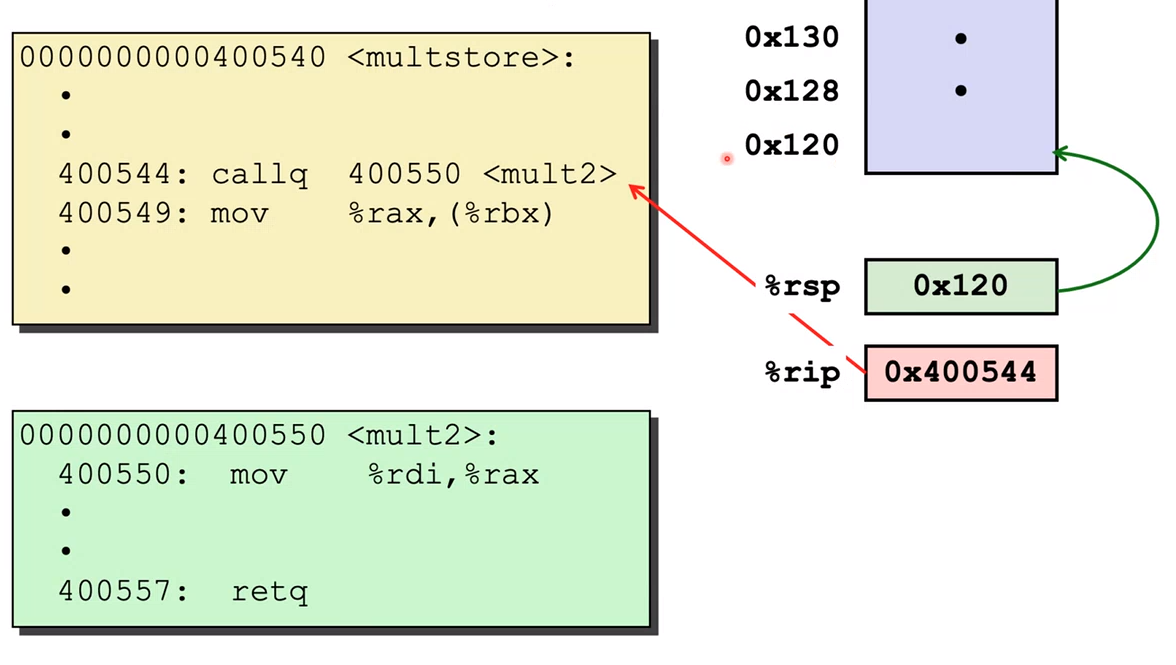 0000000000400540 <multstore>:
•
•
400544: callq 400550 <mult2>
400549: mov %rax,(%rbx)
•
•
0000000000400550 <mult2>:
400550: mov %rdi,%rax
•
•
400557: retq
0x130 •
0x128 •
0x120
%rsp 0x120
%rip 0x400544